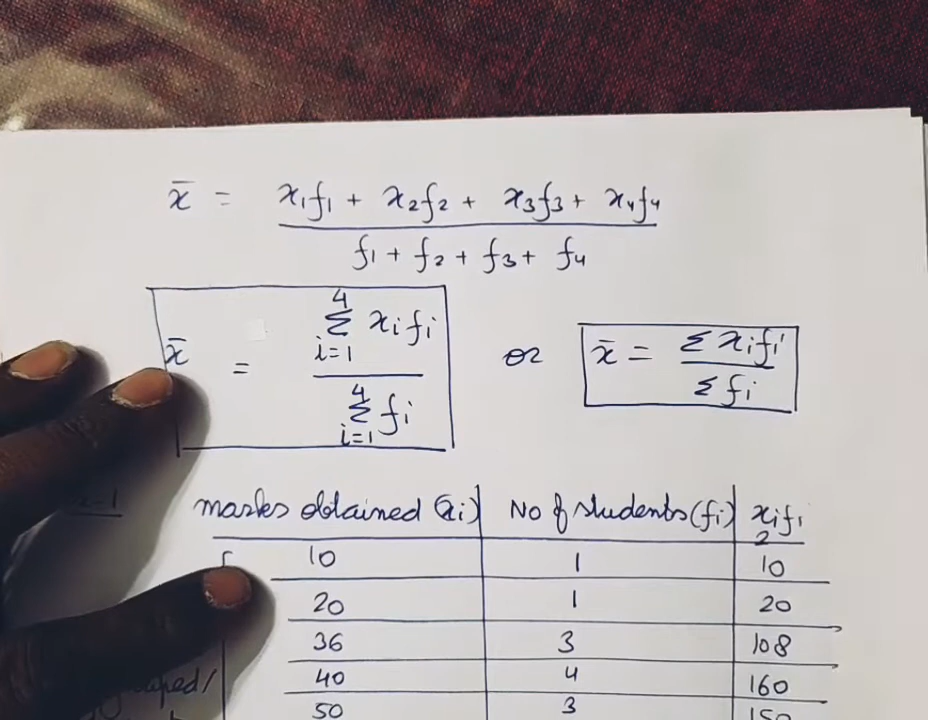 x̄ = x₁f₁ + x₂f₂ + x₃f₃ + x₄f₄
f₁ + f₂ + f₃ + f₄
x̄ = 4 Σ i=1 xᵢfᵢ
4 Σ i=1 fᵢ
or x̄ = Σxᵢfᵢ
Σfᵢ
marks obtained (xᵢ) No of students (fᵢ) xᵢfᵢ
2
10 1 10
20 1 20
36 3 108
40 4 160
50 3 150